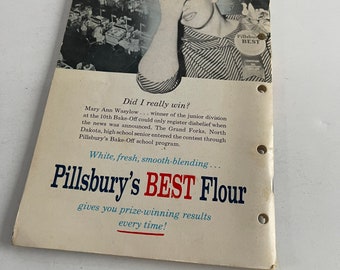 Pillsbury's
BEST
Did I really win?
Mary Ann Wasylow . . . winner of the junior division
at the 10th Bake-Off could only register disbelief when
the news was announced. The Grand Forks, North
Dakota, high school senior entered the contest through
Pillsbury's Bake-Off school program.
White, fresh, smooth-blending . . .
Pillsbury's BEST Flour
gives you prize-winning results
every time!